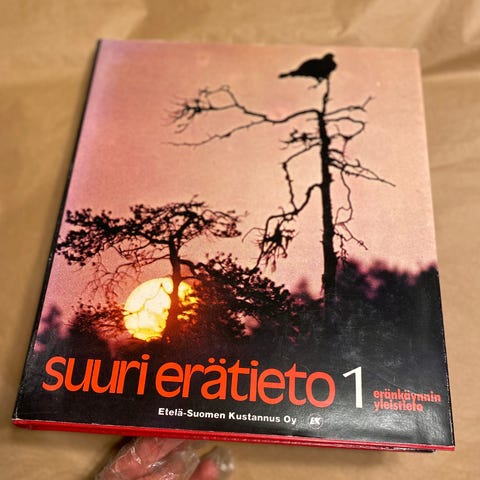 suuri erätieto 1
eränkäynnin
yleistieto
Etelä-Suomen Kustannus Oy